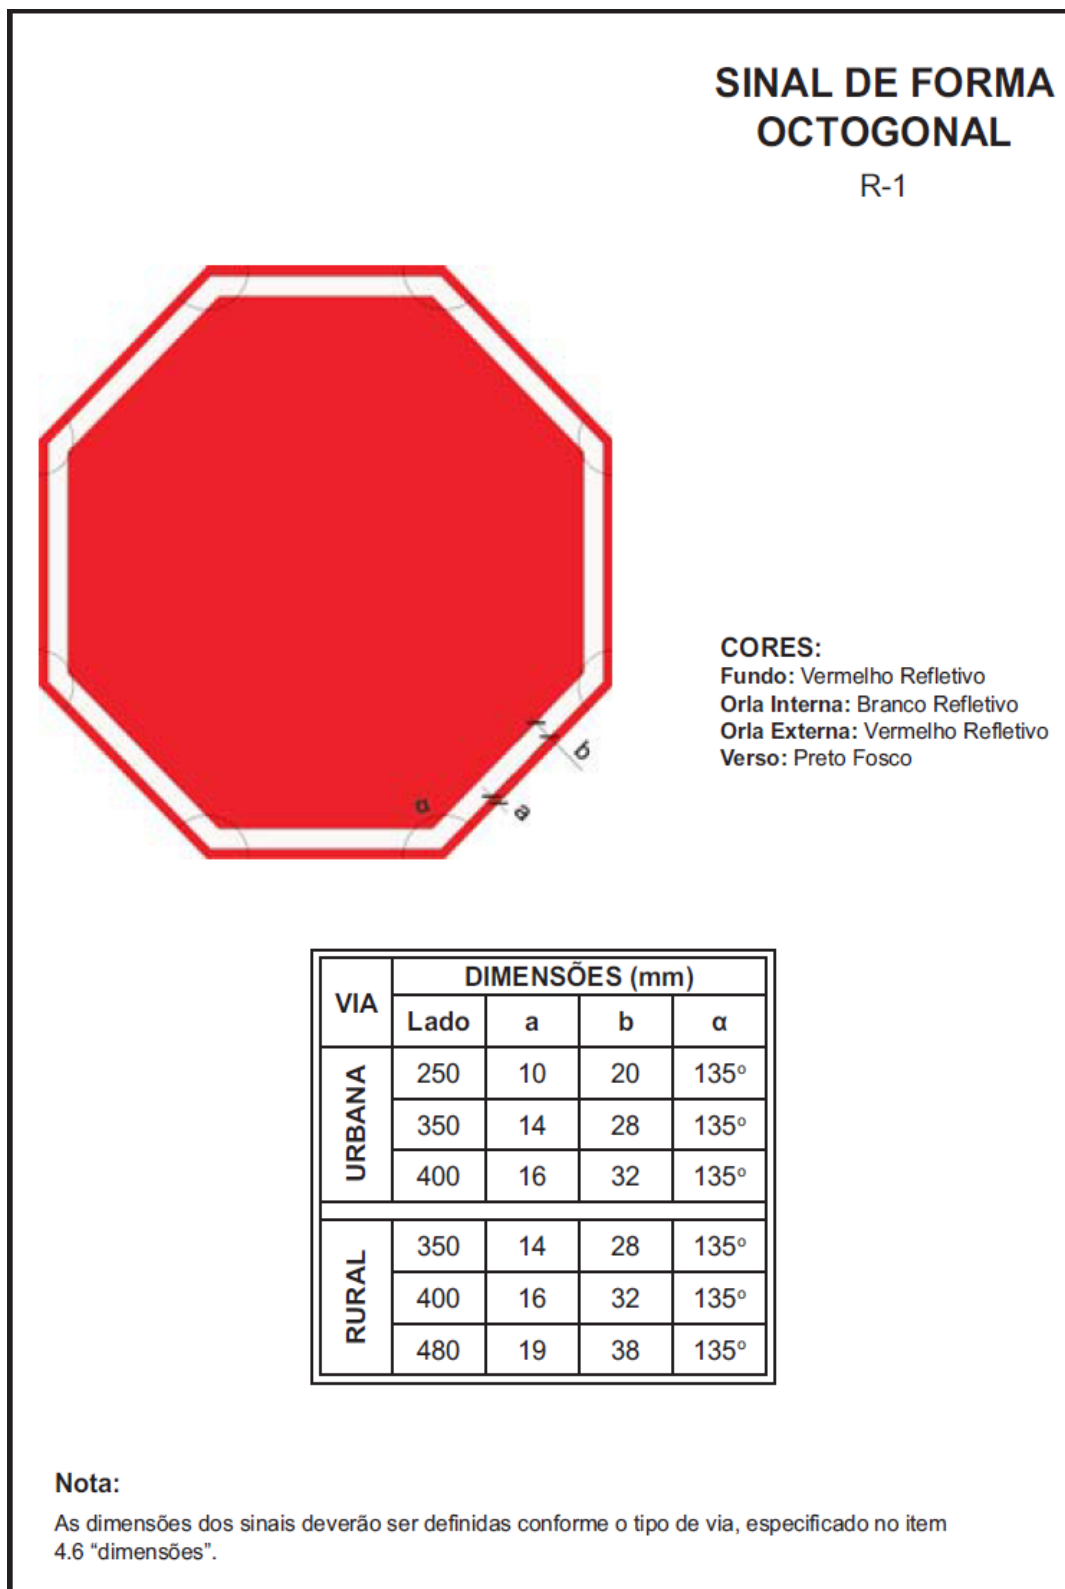 SINAL DE FORMA
OCTOGONAL
R-1
CORES:
Fundo: Vermelho Refletivo
Orla Interna: Branco Refletivo
Orla Externa: Vermelho Refletivo
Verso: Preto Fosco
b
α
a
VIA
DIMENSÕES (mm)
Lado a b α
URBANA
250 10 20 135º
350 14 28 135º
400 16 32 135º
RURAL
350 14 28 135º
400 16 32 135º
480 19 38 135º
Nota:
As dimensões dos sinais deverão ser definidas conforme o tipo de via, especificado no item
4.6 “dimensões”.